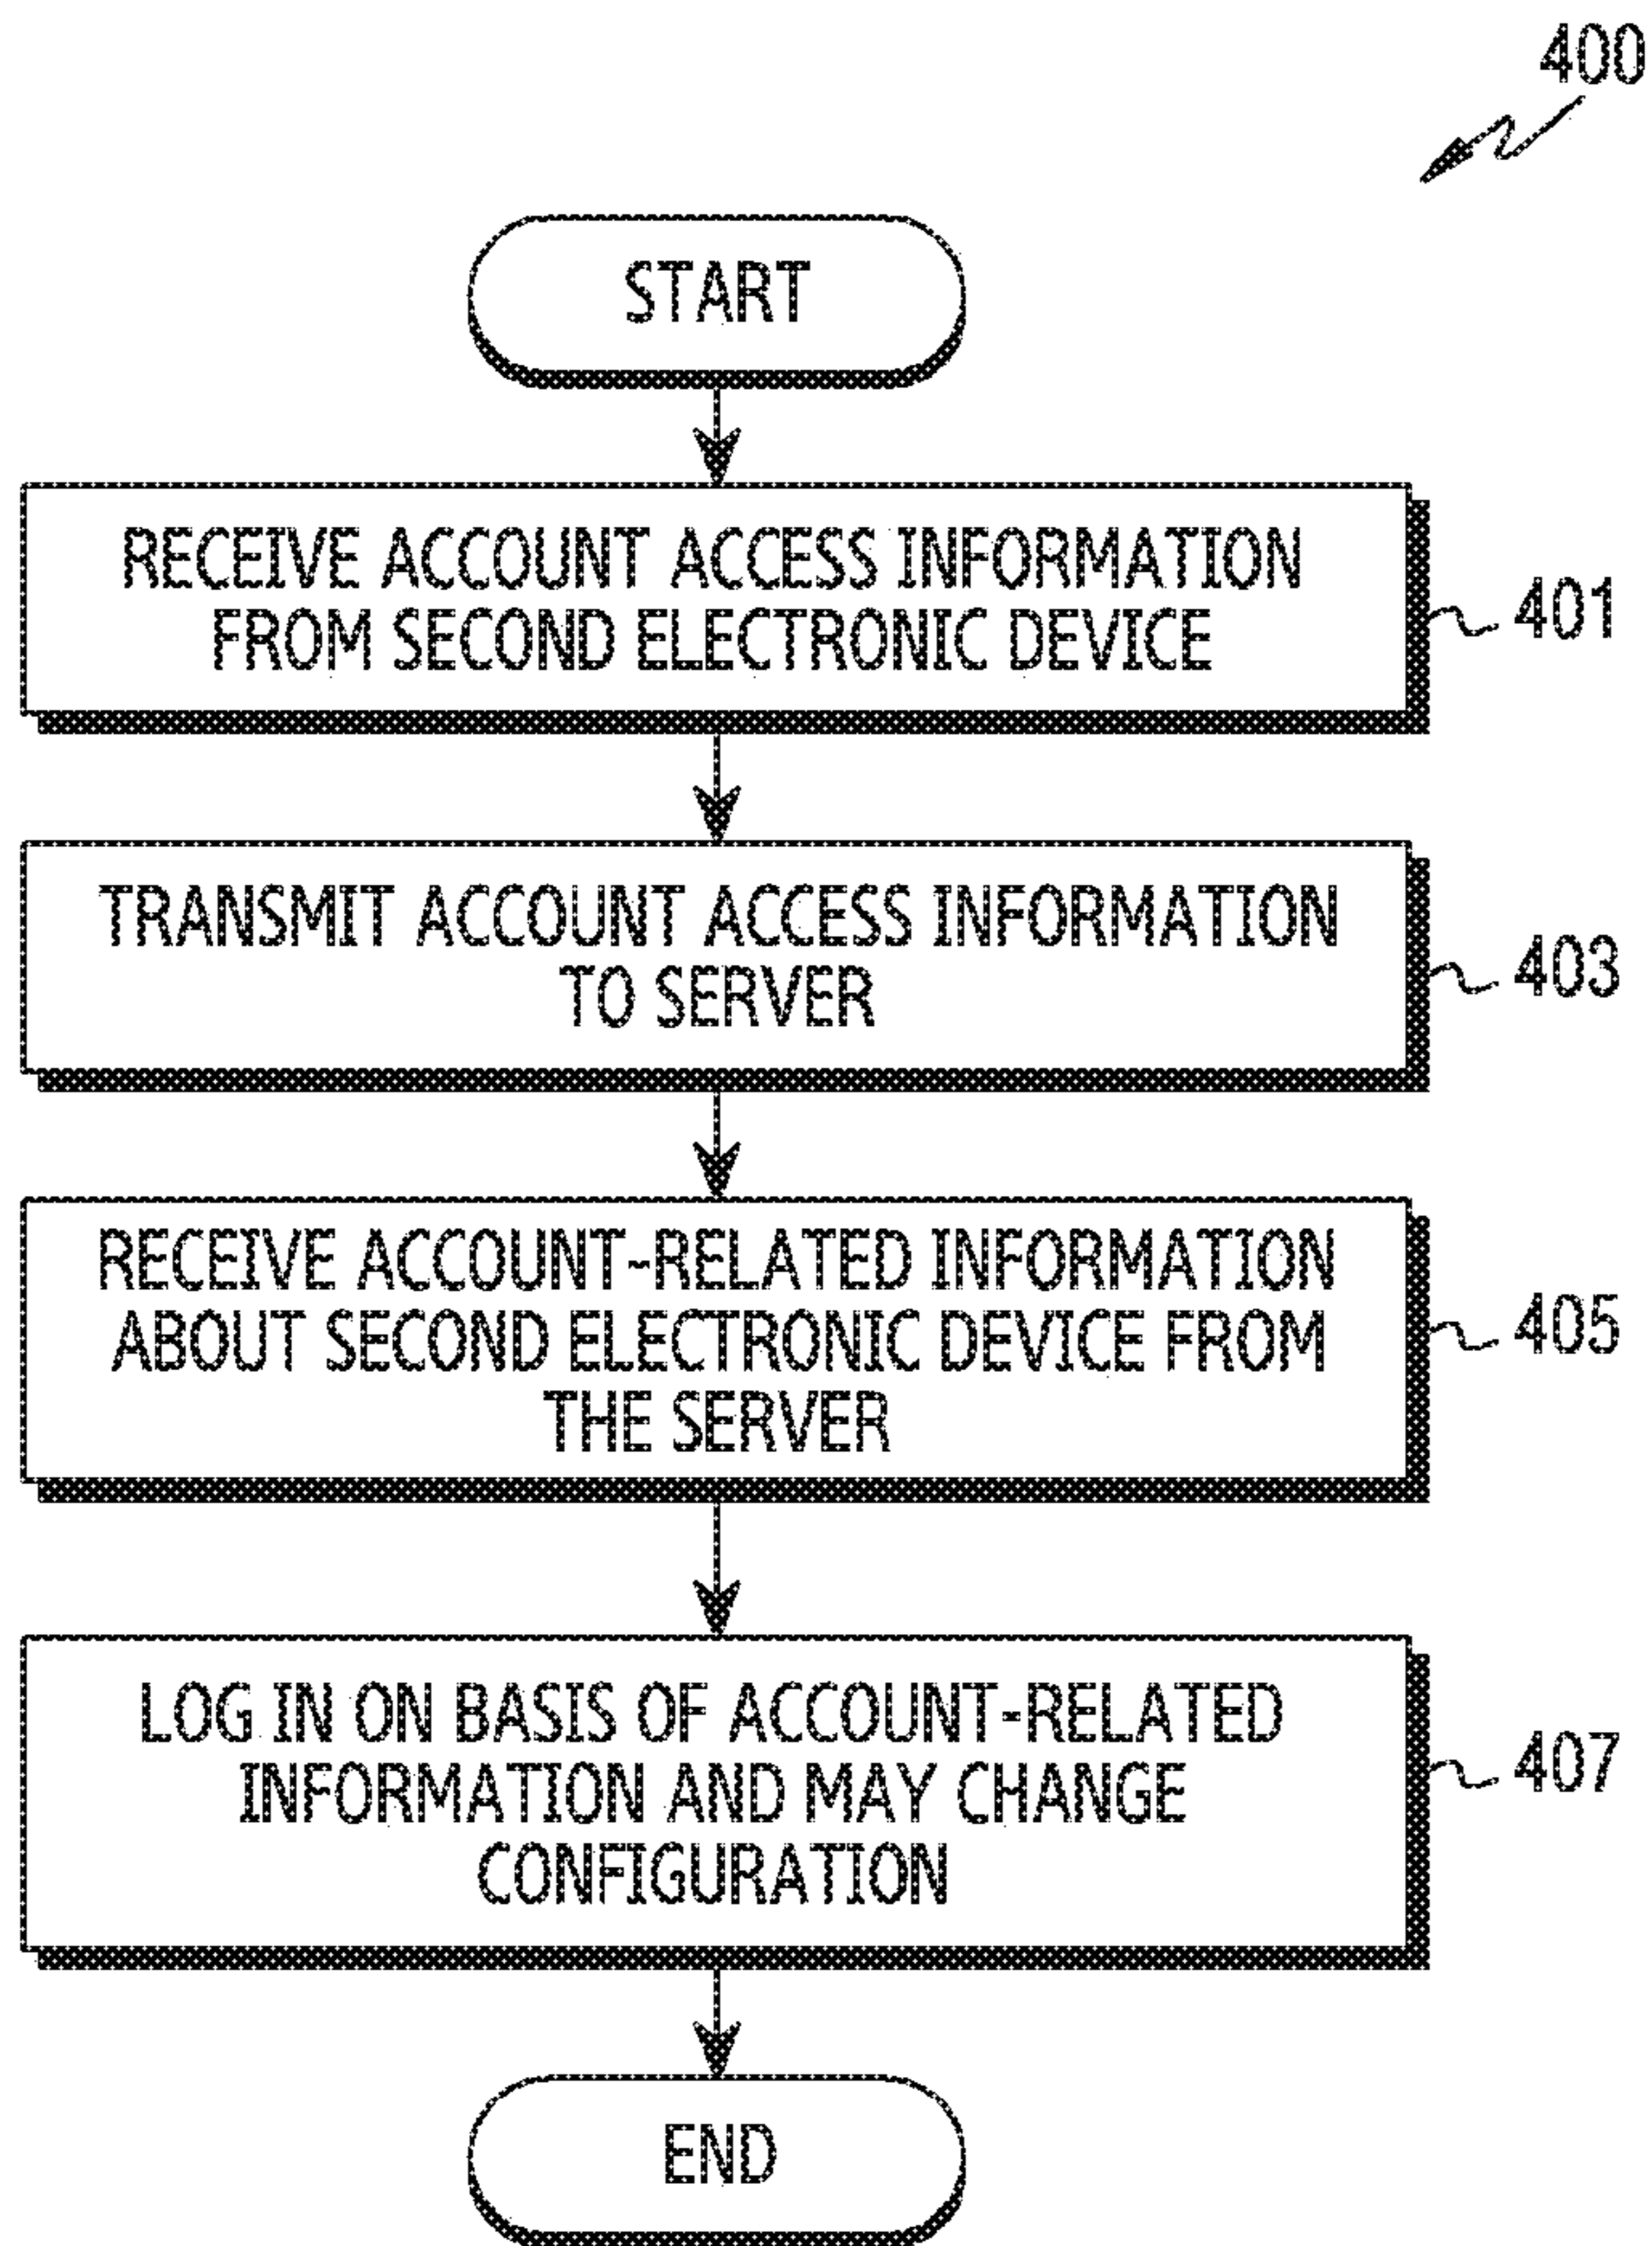 400
START
RECEIVE ACCOUNT ACCESS INFORMATION
FROM SECOND ELECTRONIC DEVICE
401
TRANSMIT ACCOUNT ACCESS INFORMATION
TO SERVER
403
RECEIVE ACCOUNT-RELATED INFORMATION
ABOUT SECOND ELECTRONIC DEVICE FROM
THE SERVER
405
LOG IN ON BASIS OF ACCOUNT-RELATED
INFORMATION AND MAY CHANGE
CONFIGURATION
407
END